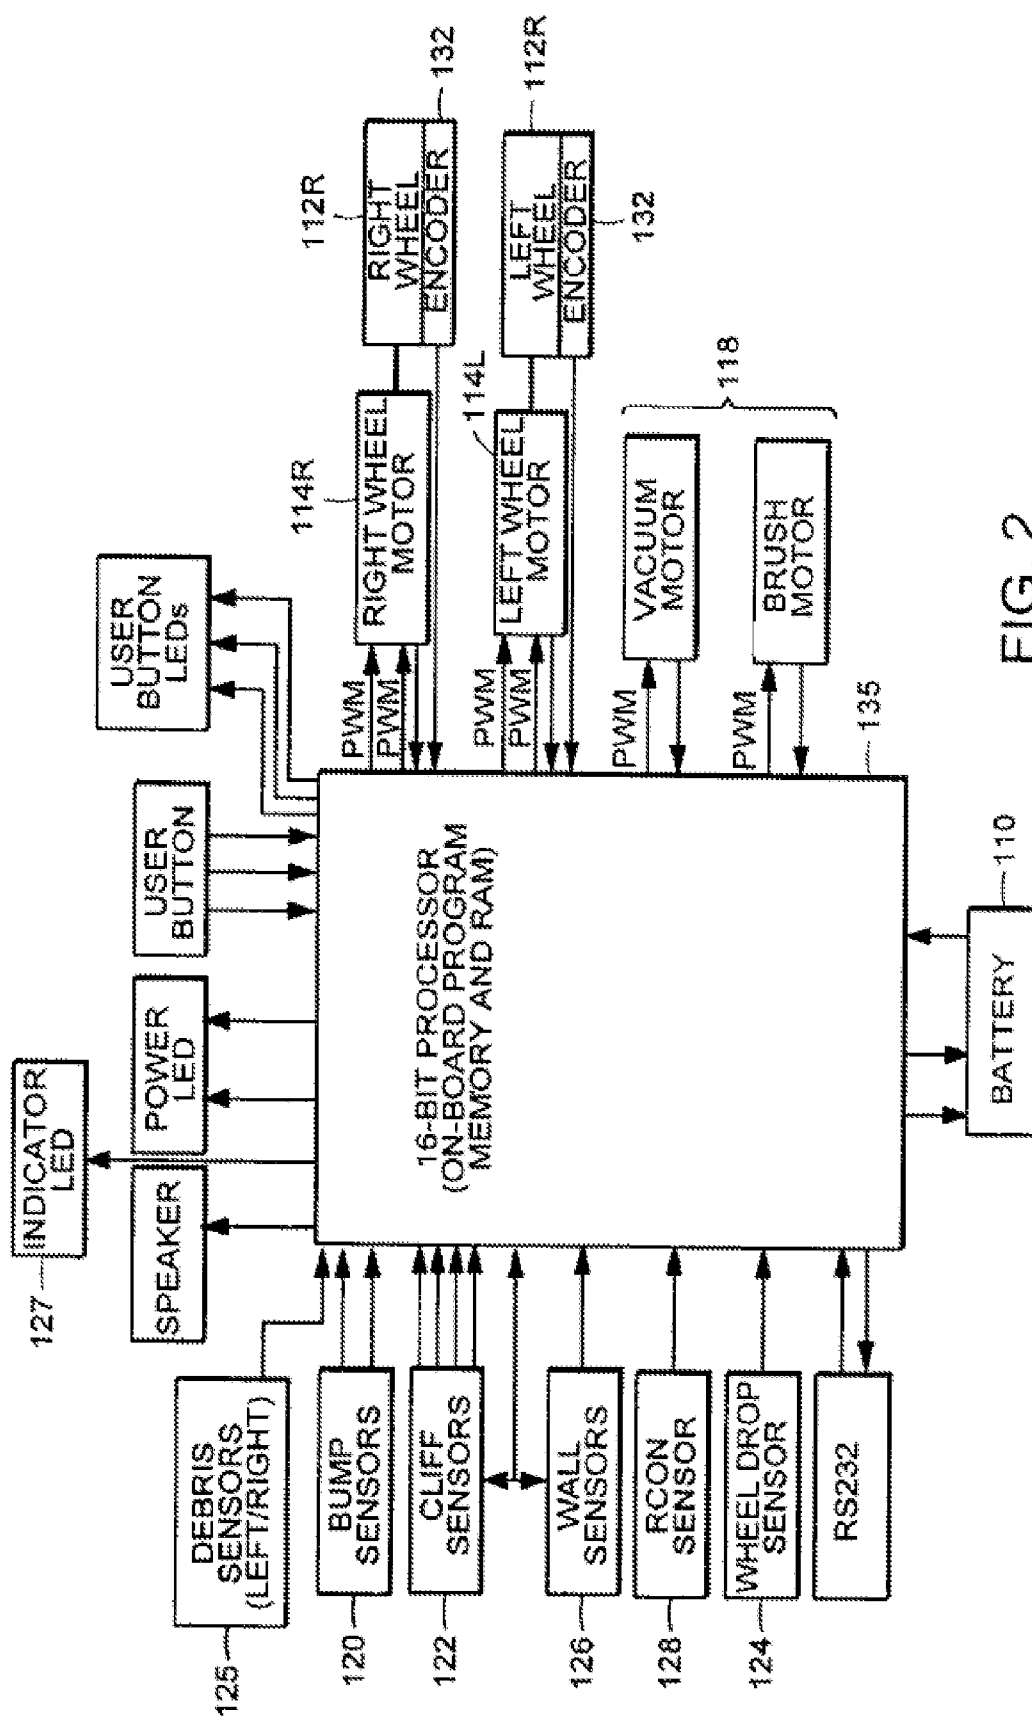 127
INDICATOR
LED
SPEAKER
POWER
LED
USER
BUTTON
USER
BUTTON
LEDs
125
DEBRIS
SENSORS
(LEFT/RIGHT)
120
BUMP
SENSORS
122
CLIFF
SENSORS
126
WALL
SENSORS
128
RCON
SENSOR
124
WHEEL DROP
SENSOR
RS232
16-BIT PROCESSOR
(ON-BOARD PROGRAM
MEMORY AND RAM)
135
PWM
PWM
114R
RIGHT WHEEL
MOTOR
112R
RIGHT
WHEEL
ENCODER
132
PWM
PWM
114L
LEFT WHEEL
MOTOR
112R
LEFT
WHEEL
ENCODER
132
PWM
VACUUM
MOTOR
118
PWM
BRUSH
MOTOR
BATTERY
110
FIG. 2